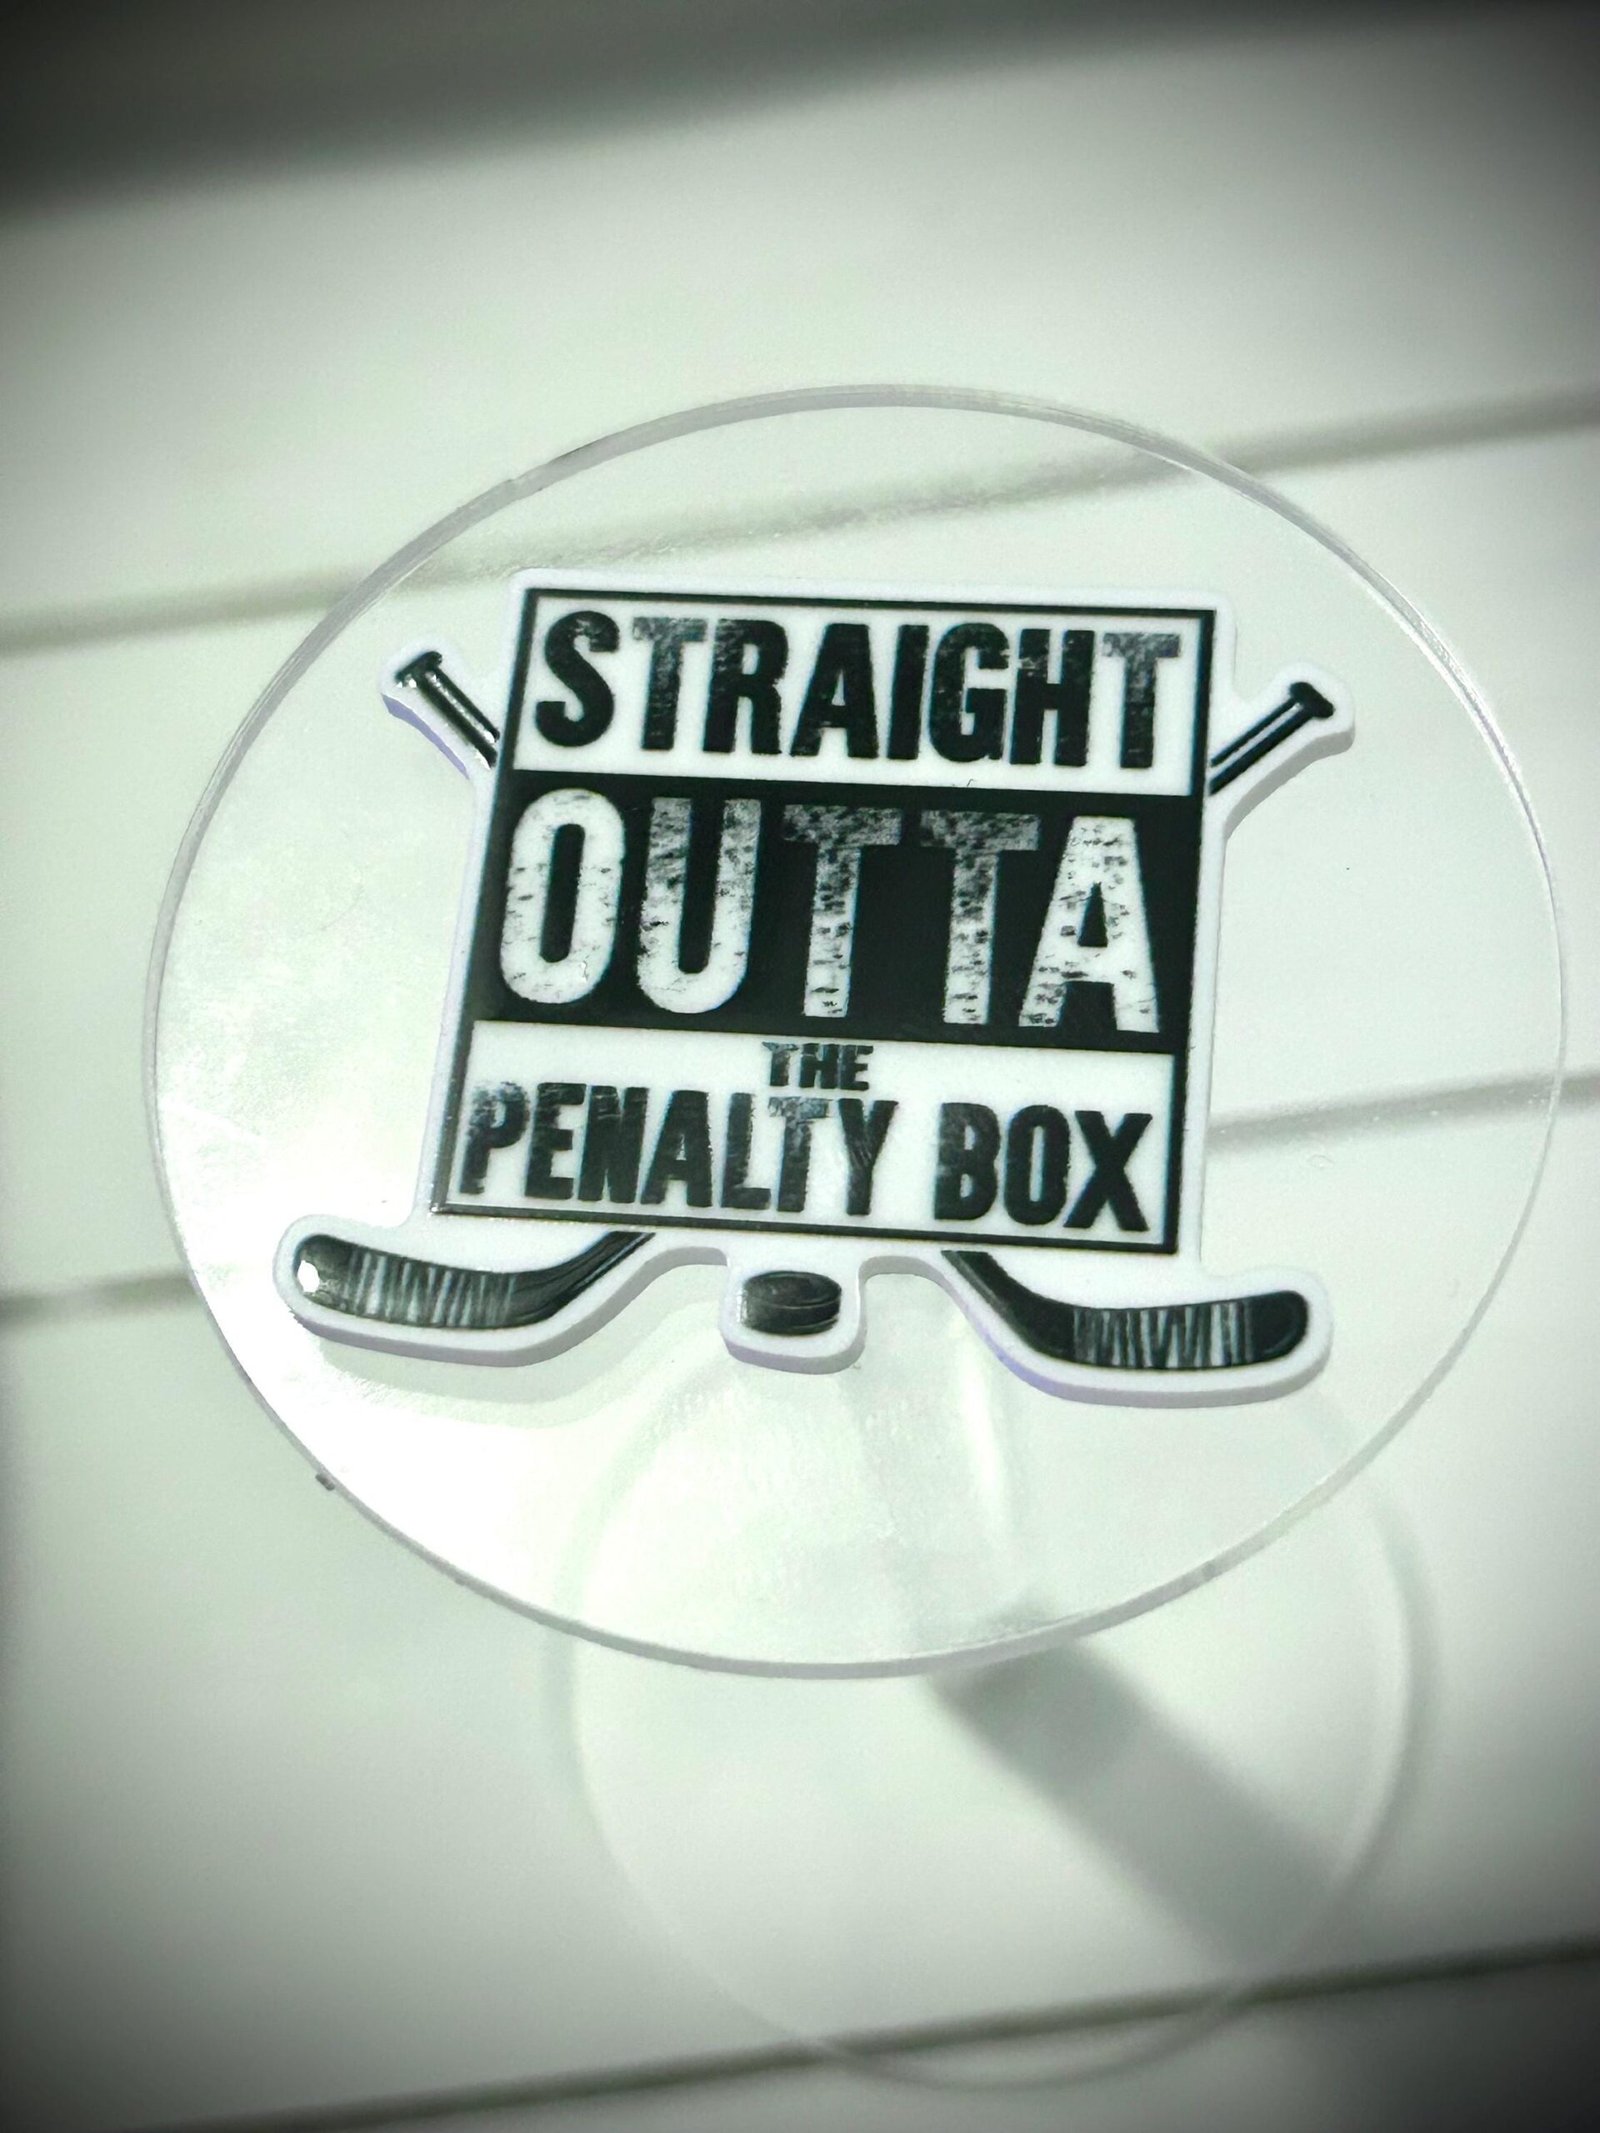 STRAIGHT
OUTTA
THE
PENALTY BOX